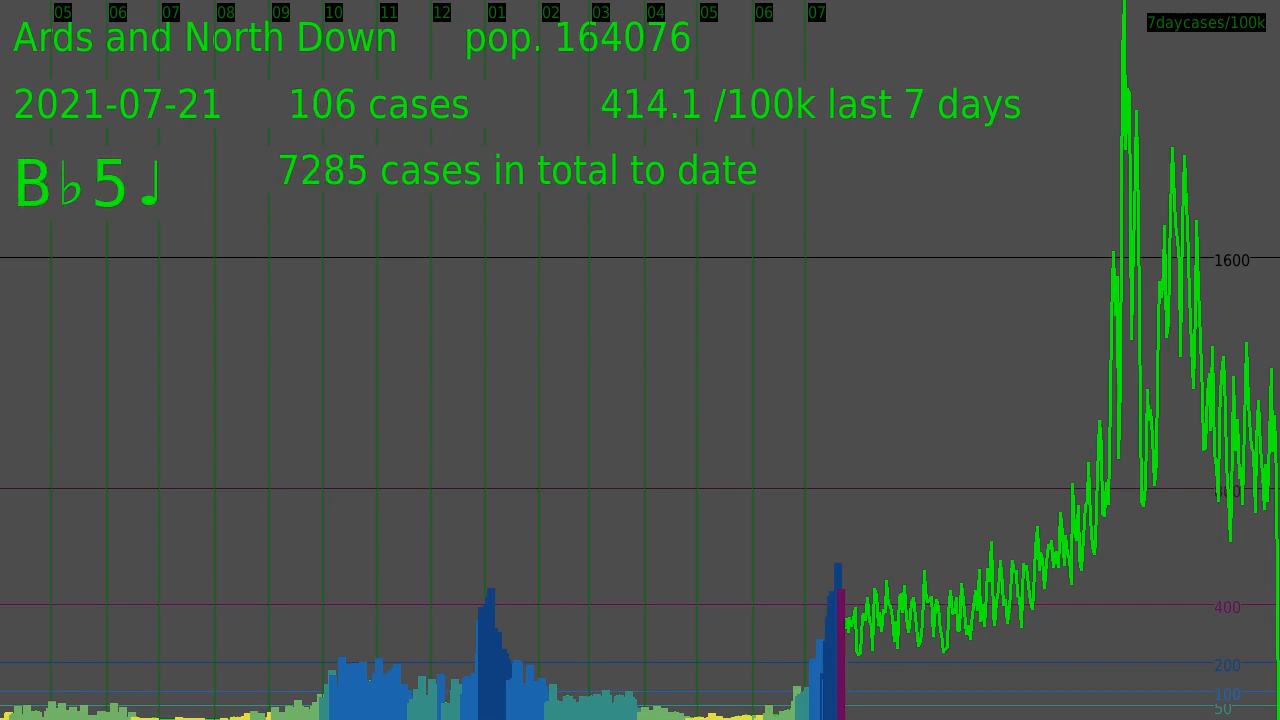 05 06 07 08 09 10 11 12 01 02 03 04 05 06 07
7daycases/100k
Ards and North Down pop. 164076
2021-07-21 106 cases 414.1 /100k last 7 days
B♭5♩ 7285 cases in total to date
1600
400
200
100
50